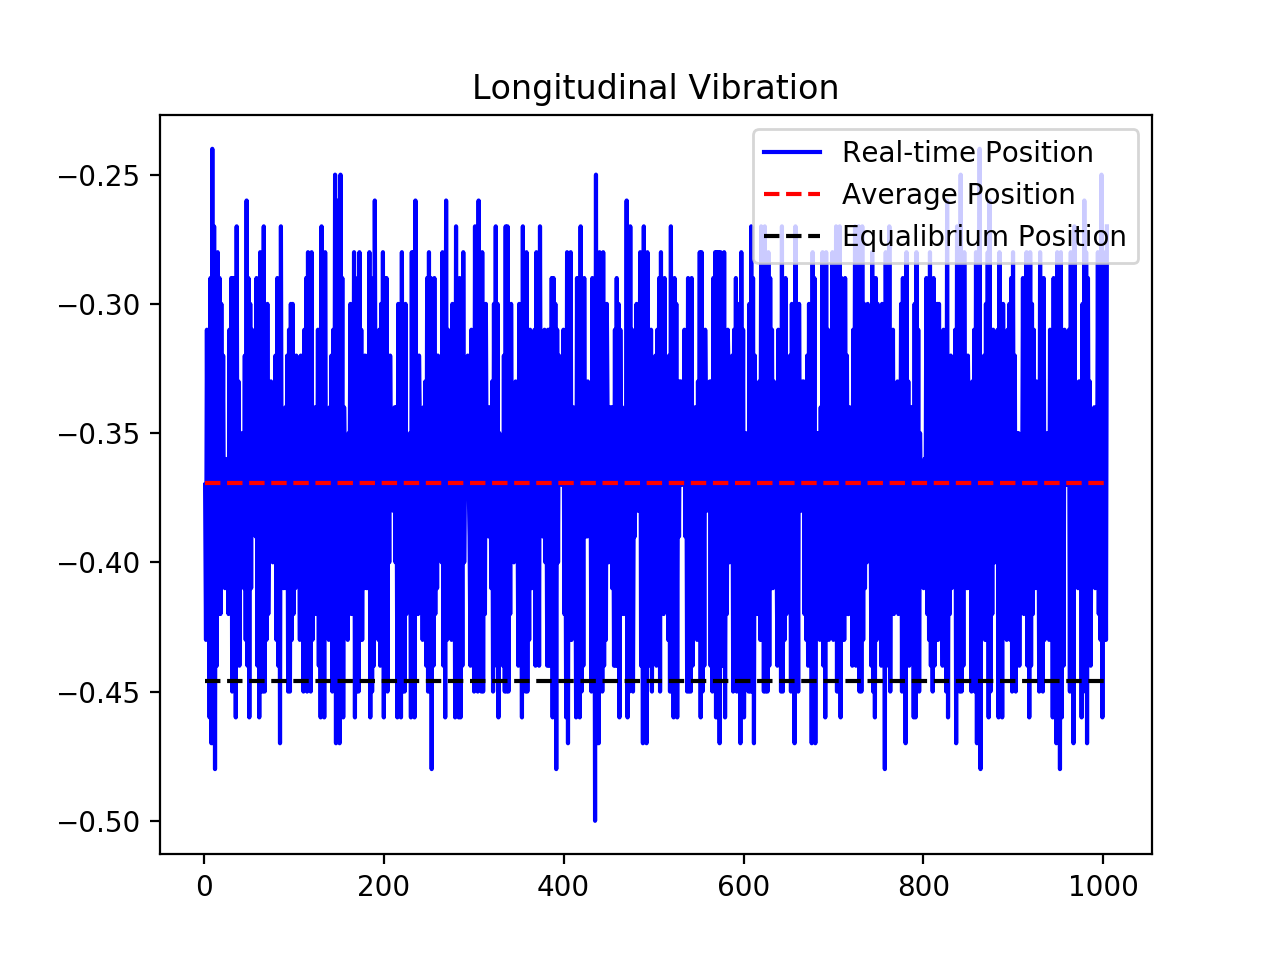 Longitudinal Vibration
Real-time Position
Average Position
Equalibrium Position
−0.25
−0.30
−0.35
−0.40
−0.45
−0.50
0 200 400 600 800 1000